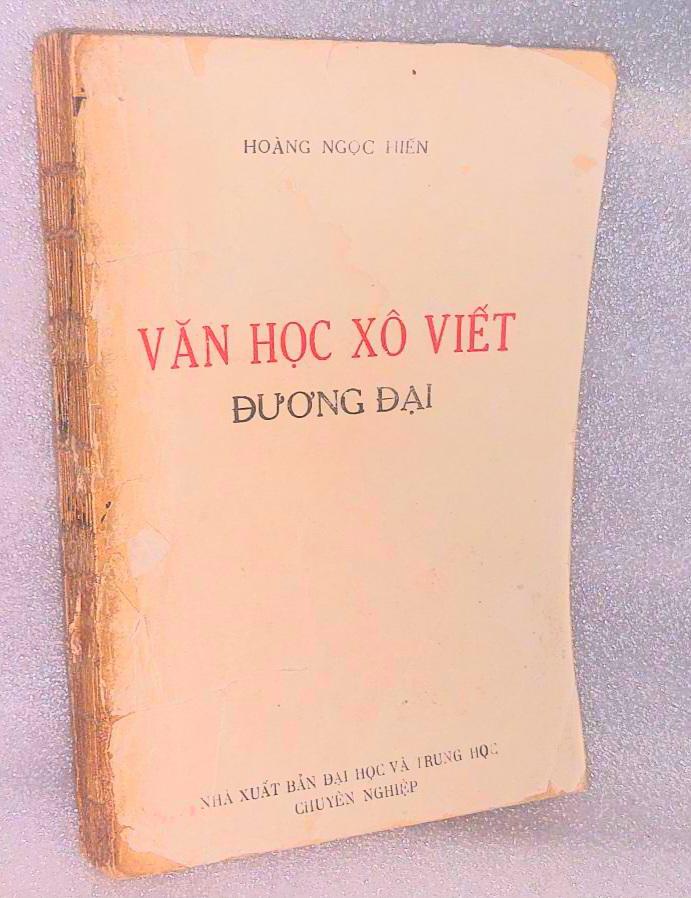 HOÀNG NGỌC HIẾN
VĂN HỌC XÔ VIẾT
ĐƯƠNG ĐẠI
NHÀ XUẤT BẢN ĐẠI HỌC VÀ TRUNG HỌC
CHUYÊN NGHIỆP